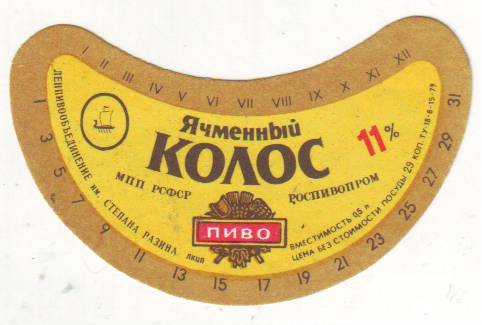 I II III IV V VI VII VIII IX X XI XII
Ячменный
КОЛОС
11%
МПП РСФСР
РОСПИВОПРОМ
ПИВО
ЛЕНПИВООБЪЕДИНЕНИЕ им. СТЕПАНА РАЗИНА ЛКЦП
ВМЕСТИМОСТЬ 0,5 л
ЦЕНА БЕЗ СТОИМОСТИ ПОСУДЫ 29 КОП. ТУ-18-6-15-79
1 3 5 7 9 11 13 15 17 19 21 23 25 27 29 31